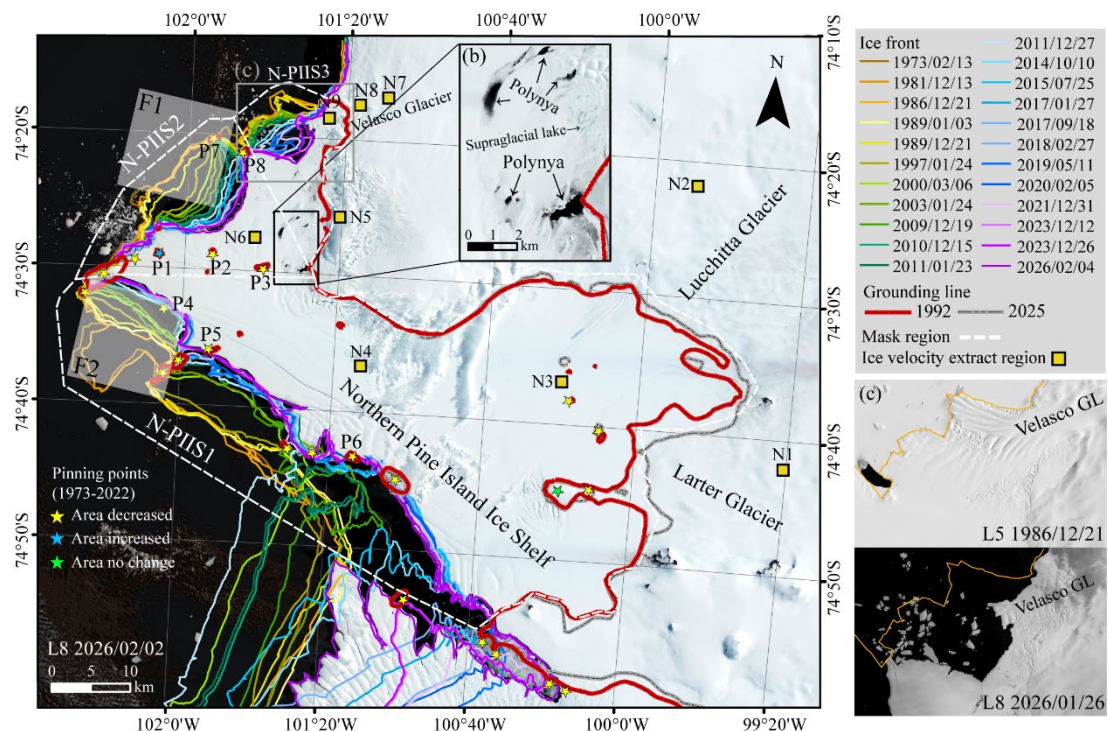 102°0'W
101°20'W
100°40'W
100°0'W
74°10'S
74°20'S
74°30'S
74°40'S
74°50'S
74°20'S
74°30'S
74°40'S
74°50'S
102°0'W
101°20'W
100°40'W
100°0'W
99°20'W
(c)
N-PIIS3
N7
N8
N9
F1
N-PIIS2
P7
P8
N5
N6
P1
P2
P3
P4
P5
F2
N4
N-PIIS1
P6
Velasco Glacier
N2
Lucchitta Glacier
N3
N1
Larter Glacier
Northern Pine Island Ice Shelf
N
(b)
Polynya
Supraglacial lake
Polynya
0 1 2
km
Pinning points
(1973-2022)
Area decreased
Area increased
Area no change
L8 2026/02/02
0 5 10
km
Ice front
1973/02/13
1981/12/13
1986/12/21
1989/01/03
1989/12/21
1997/01/24
2000/03/06
2003/01/24
2009/12/19
2010/12/15
2011/01/23
2011/12/27
2014/10/10
2015/07/25
2017/01/27
2017/09/18
2018/02/27
2019/05/11
2020/02/05
2021/12/31
2023/12/12
2023/12/26
2026/02/04
Grounding line
1992
2025
Mask region
Ice velocity extract region
(c)
Velasco GL
L5 1986/12/21
Velasco GL
L8 2026/01/26